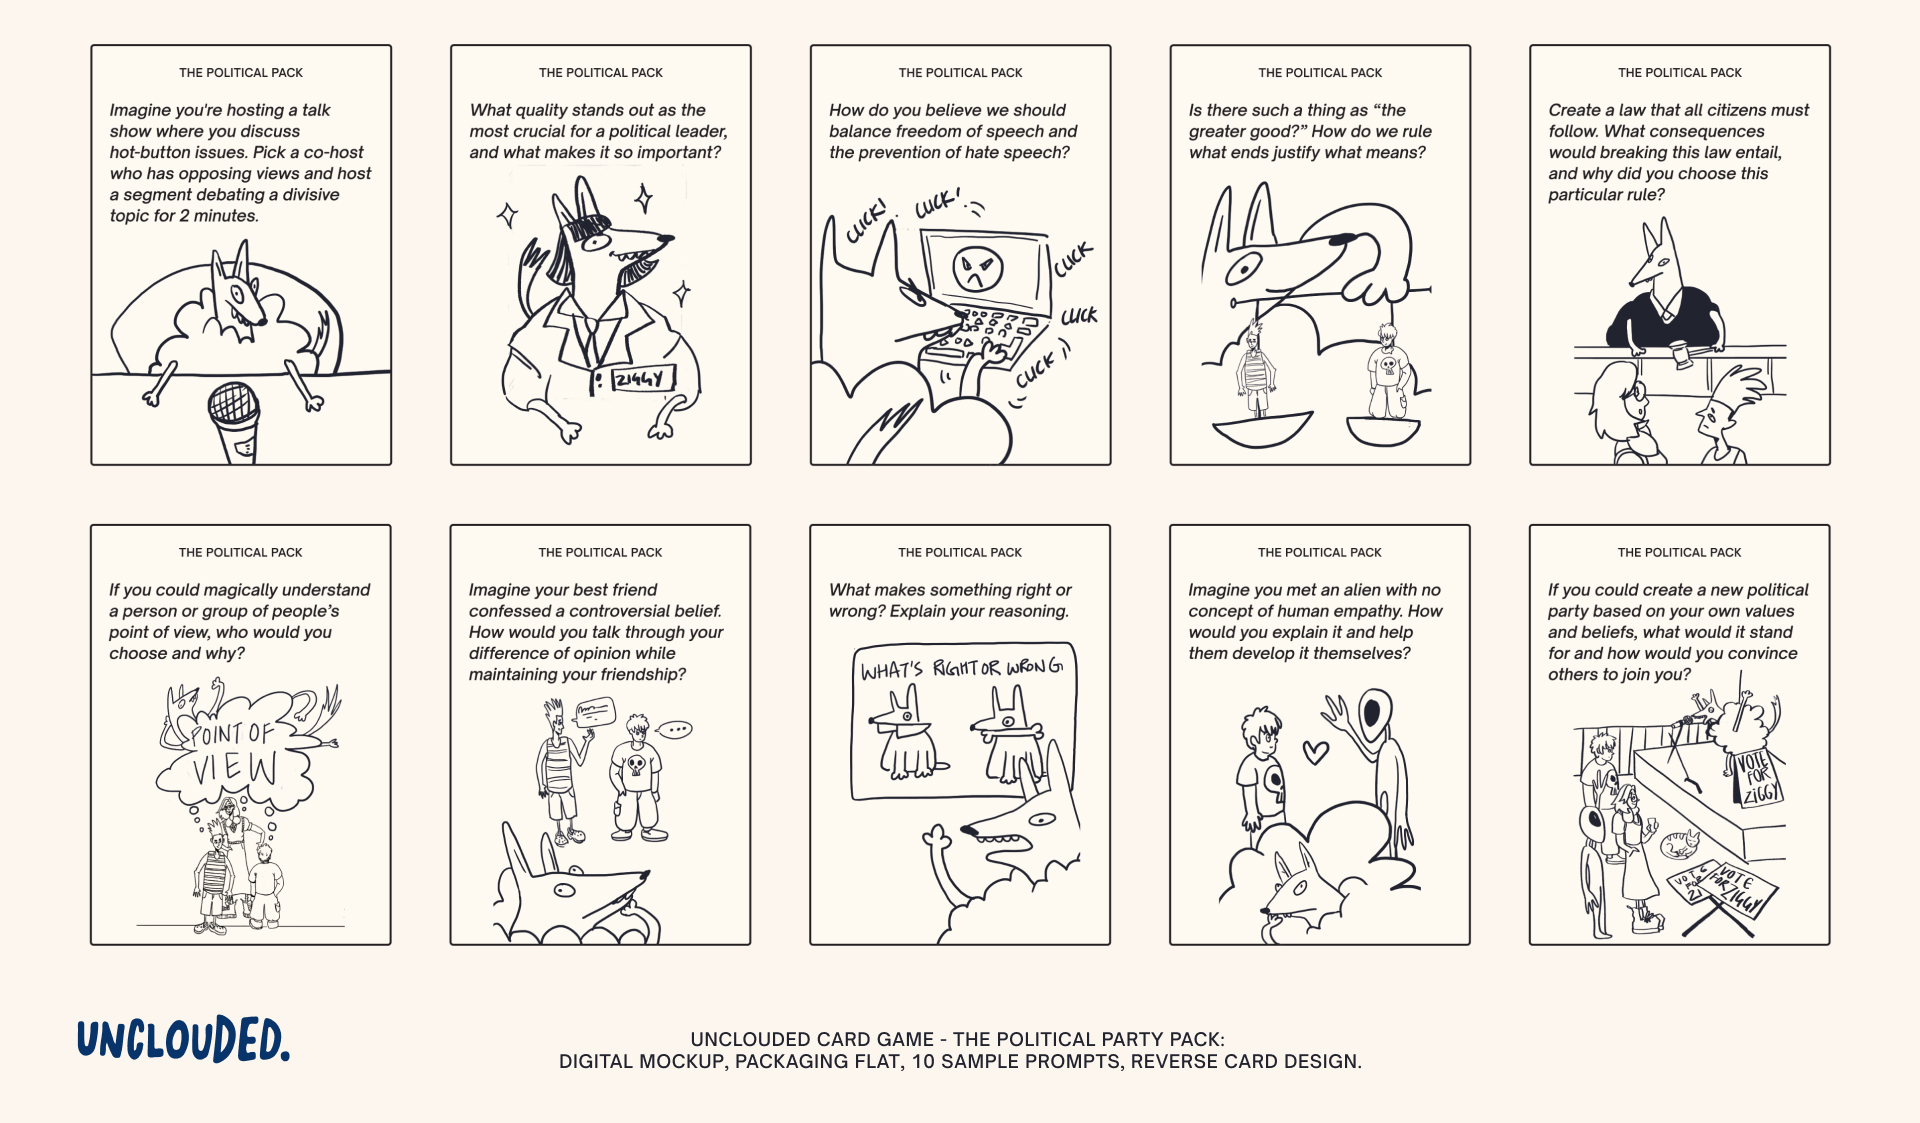 THE POLITICAL PACK
Imagine you're hosting a talk
show where you discuss
hot-button issues. Pick a co-host
who has opposing views and host
a segment debating a divisive
topic for 2 minutes.
THE POLITICAL PACK
What quality stands out as the
most crucial for a political leader,
and what makes it so important?
ZIGGY
THE POLITICAL PACK
How do you believe we should
balance freedom of speech and
the prevention of hate speech?
CLICK!
CLICK!
CLICK
CLICK
CLICK
THE POLITICAL PACK
Is there such a thing as “the
greater good?” How do we rule
what ends justify what means?
THE POLITICAL PACK
Create a law that all citizens must
follow. What consequences
would breaking this law entail,
and why did you choose this
particular rule?
THE POLITICAL PACK
If you could magically understand
a person or group of people’s
point of view, who would you
choose and why?
POINT OF
VIEW
THE POLITICAL PACK
Imagine your best friend
confessed a controversial belief.
How would you talk through your
difference of opinion while
maintaining your friendship?
THE POLITICAL PACK
What makes something right or
wrong? Explain your reasoning.
WHAT'S RIGHT OR WRONG
THE POLITICAL PACK
Imagine you met an alien with no
concept of human empathy. How
would you explain it and help
them develop it themselves?
THE POLITICAL PACK
If you could create a new political
party based on your own values
and beliefs, what would it stand
for and how would you convince
others to join you?
VOTE
FOR
ZIGGY
VOTE
FOR
ZI
VOTE
FOR ZIGGY
UNCLOUDED.
UNCLOUDED CARD GAME - THE POLITICAL PARTY PACK:
DIGITAL MOCKUP, PACKAGING FLAT, 10 SAMPLE PROMPTS, REVERSE CARD DESIGN.